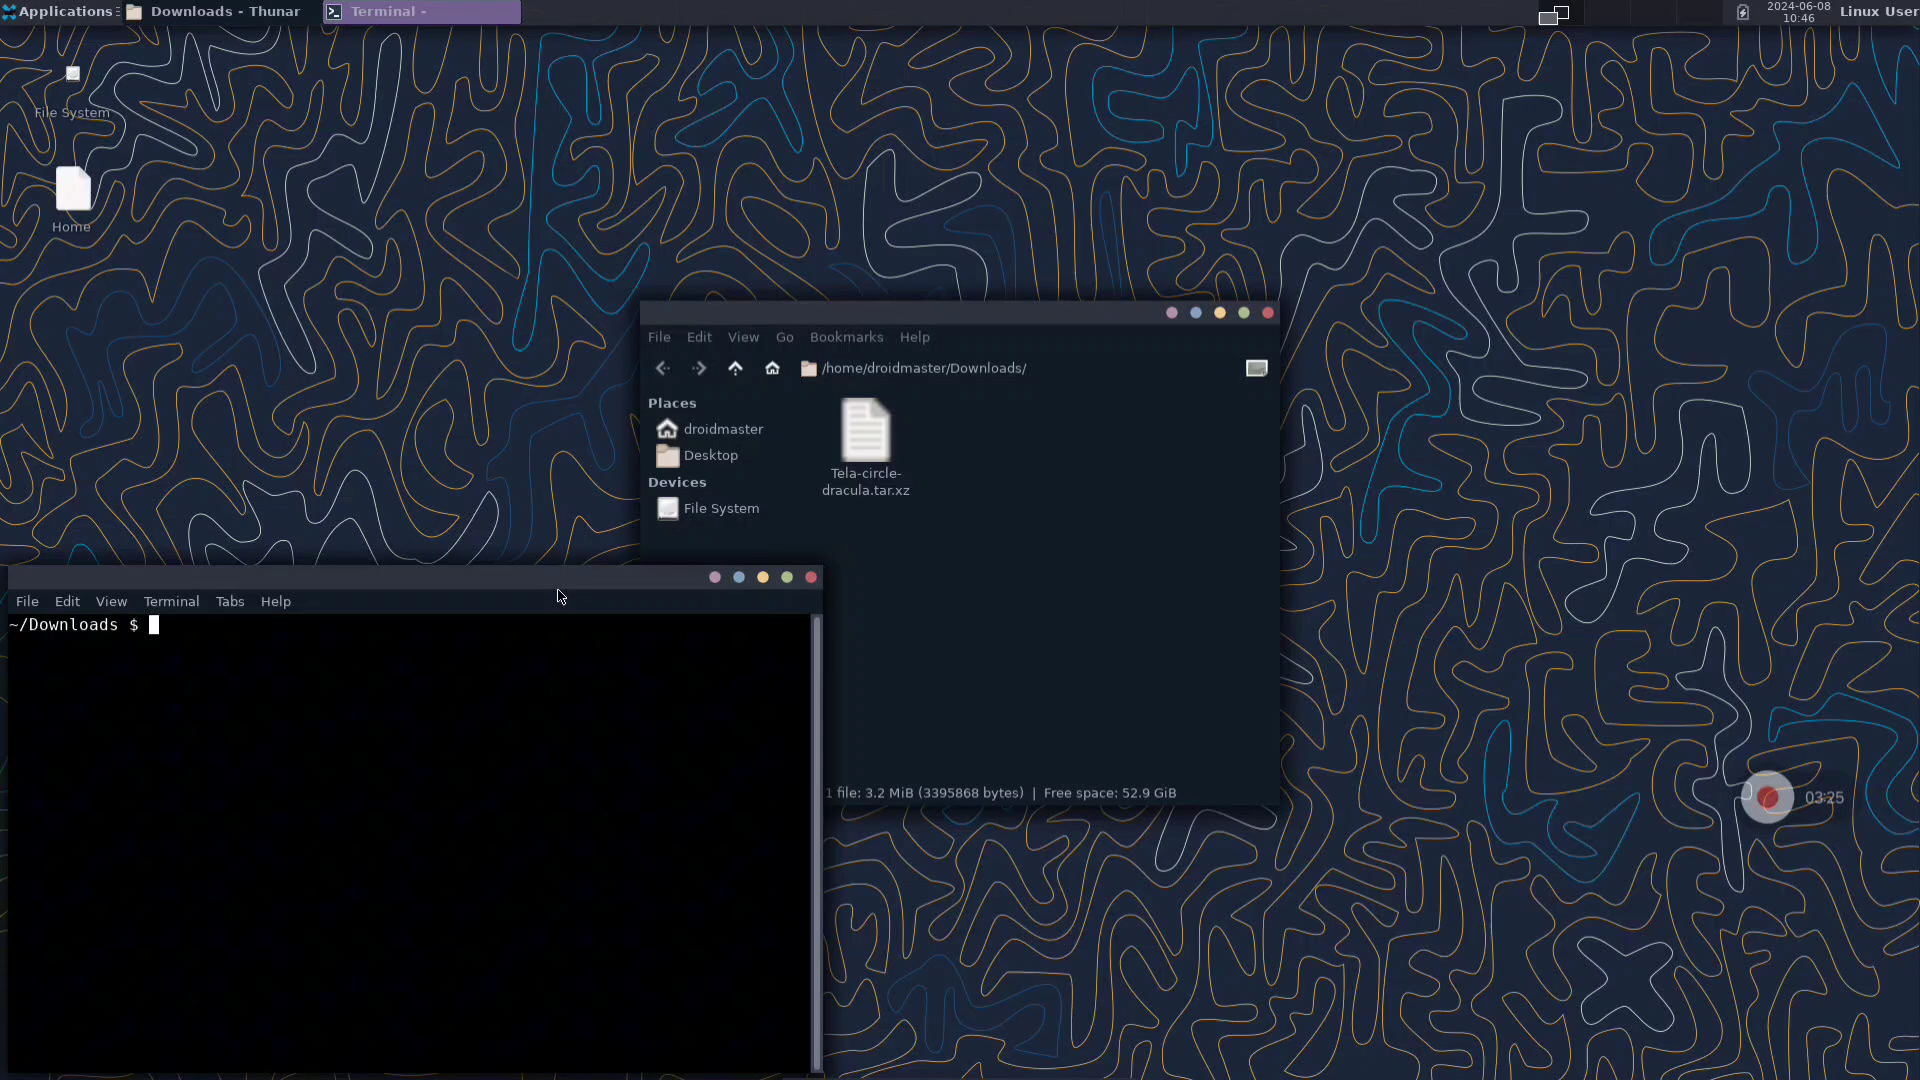 Applications
Downloads - Thunar
Terminal -
2024-06-08
10:46
Linux User
File System
Home
File Edit View Go Bookmarks Help
/home/droidmaster/Downloads/
Places
droidmaster
Desktop
Devices
File System
Tela-circle-
dracula.tar.xz
1 file: 3.2 MiB (3395868 bytes) | Free space: 52.9 GiB
File Edit View Terminal Tabs Help
~/Downloads $
03:25